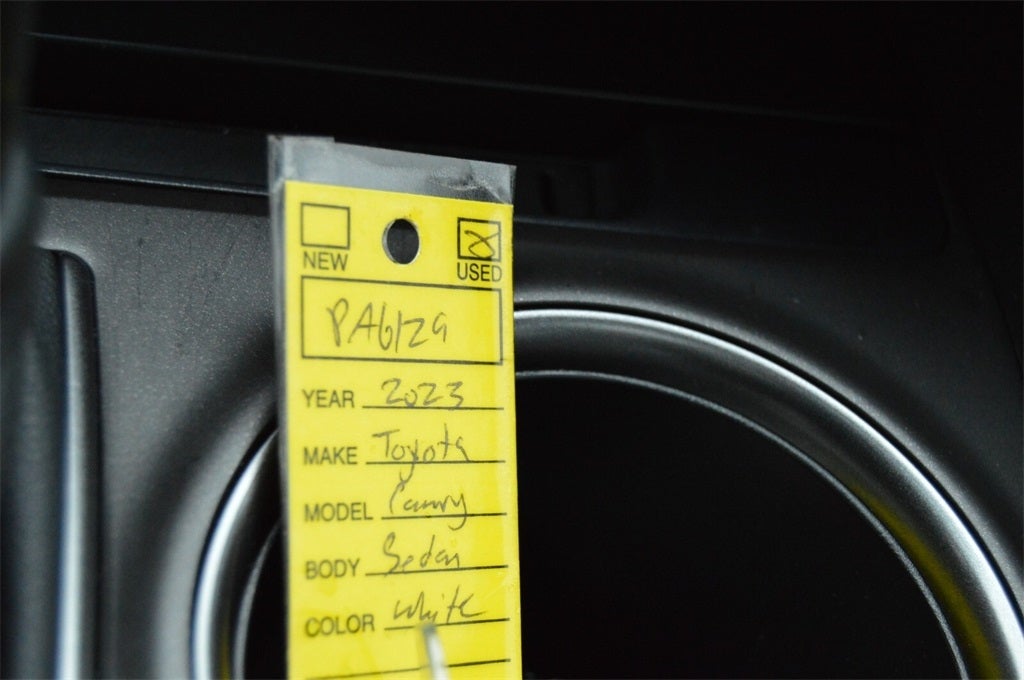 NEW USED
PA6129
YEAR 2023
MAKE Toyota
MODEL Camry
BODY Sedan
COLOR White